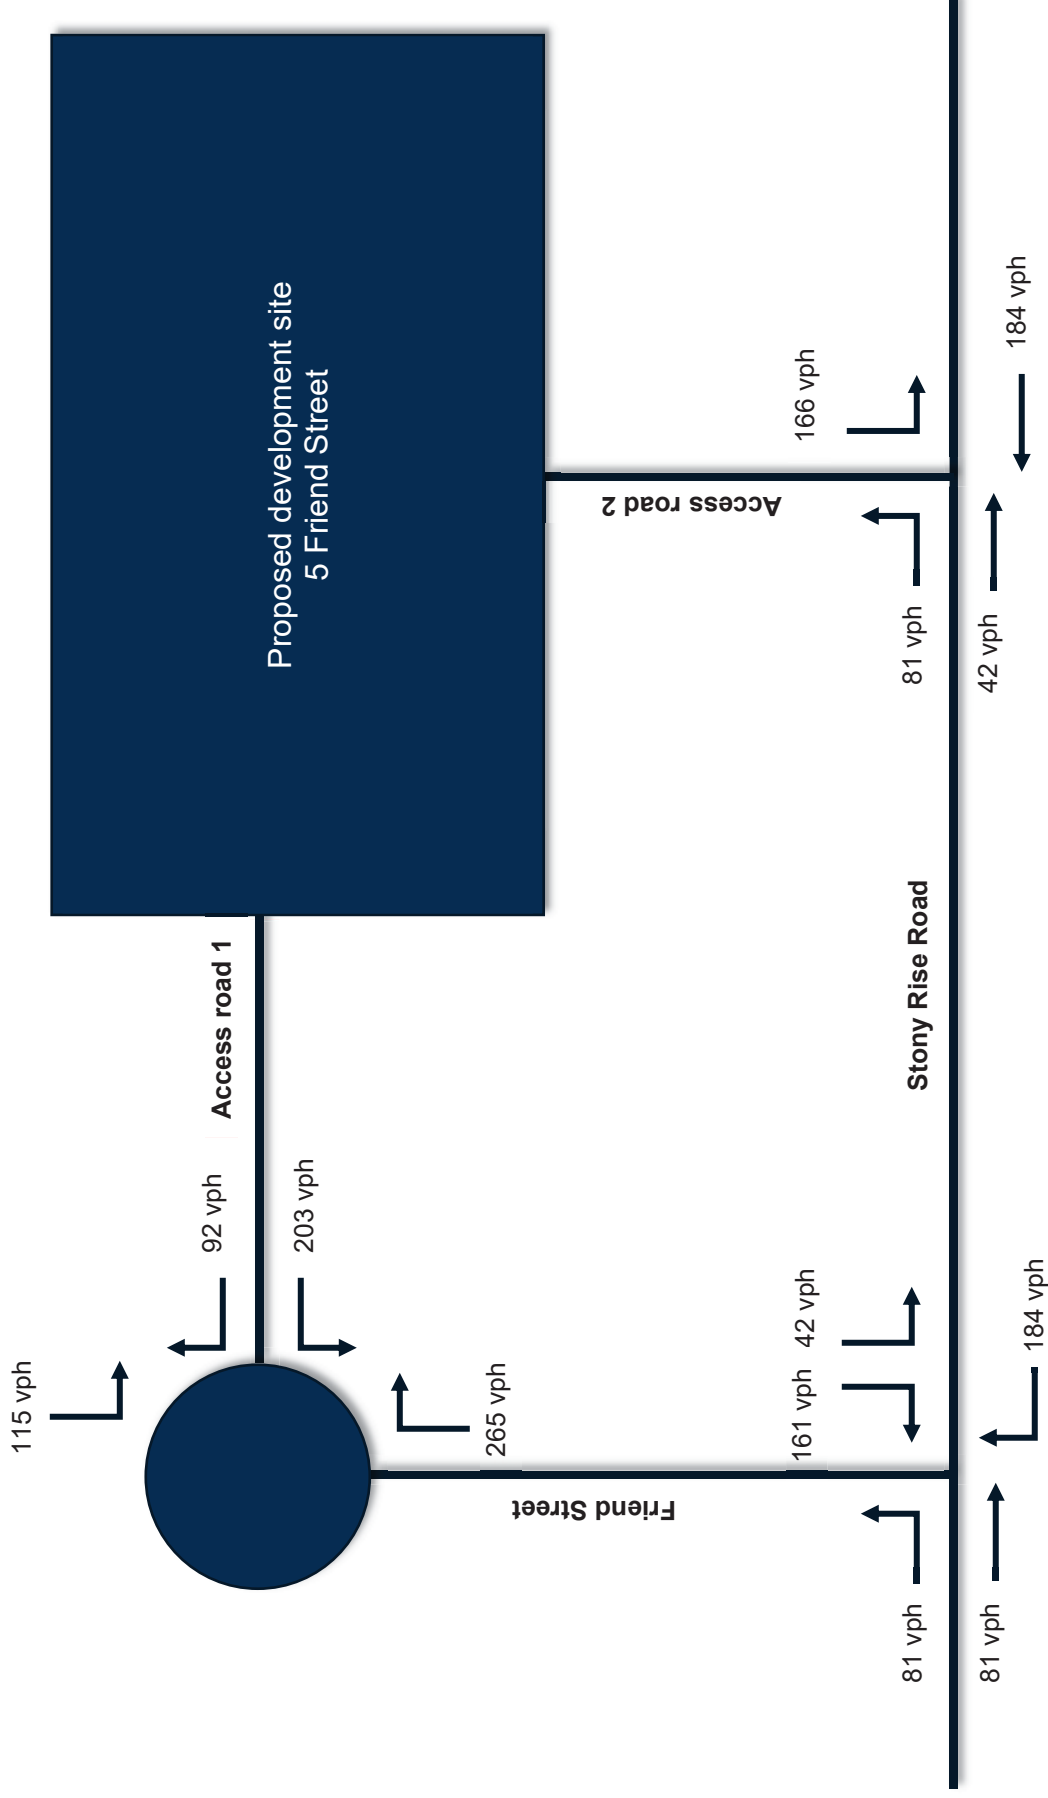 Proposed development site
5 Friend Street
115 vph
92 vph
Access road 1
203 vph
265 vph
Friend Street
161 vph
42 vph
81 vph
81 vph
184 vph
Stony Rise Road
Access road 2
166 vph
81 vph
42 vph
184 vph